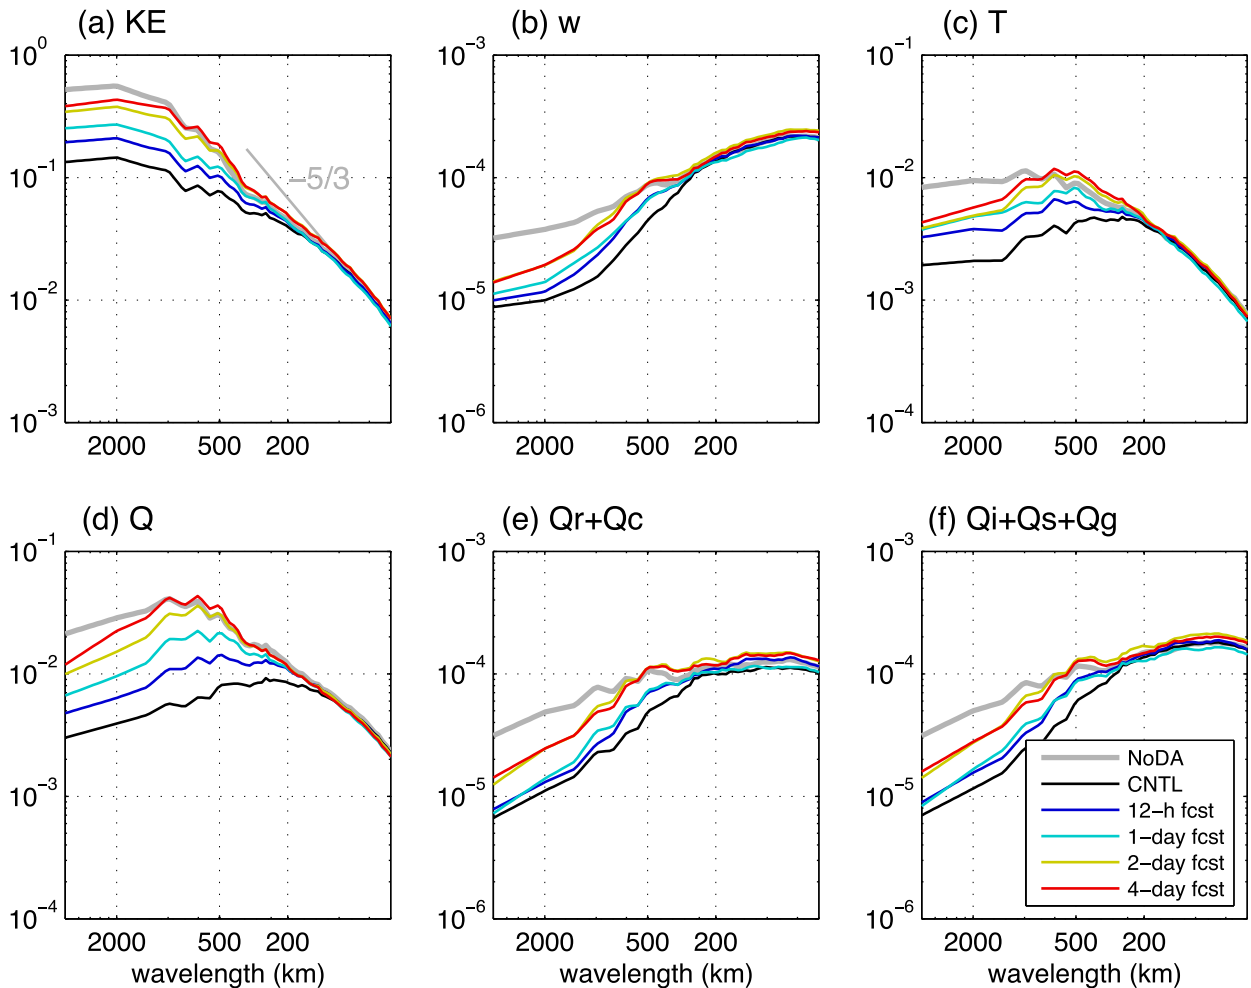 (a) KE
(b) w
(c) T
10⁰
10⁻¹
10⁻²
10⁻³
−5/3
2000 500 200
10⁻³
10⁻⁴
10⁻⁵
10⁻⁶
2000 500 200
10⁻¹
10⁻²
10⁻³
10⁻⁴
2000 500 200
(d) Q
(e) Qr+Qc
(f) Qi+Qs+Qg
10⁻¹
10⁻²
10⁻³
10⁻⁴
2000 500 200
wavelength (km)
10⁻³
10⁻⁴
10⁻⁵
10⁻⁶
2000 500 200
wavelength (km)
10⁻³
10⁻⁴
10⁻⁵
10⁻⁶
NoDA
CNTL
12−h fcst
1−day fcst
2−day fcst
4−day fcst
2000 500 200
wavelength (km)